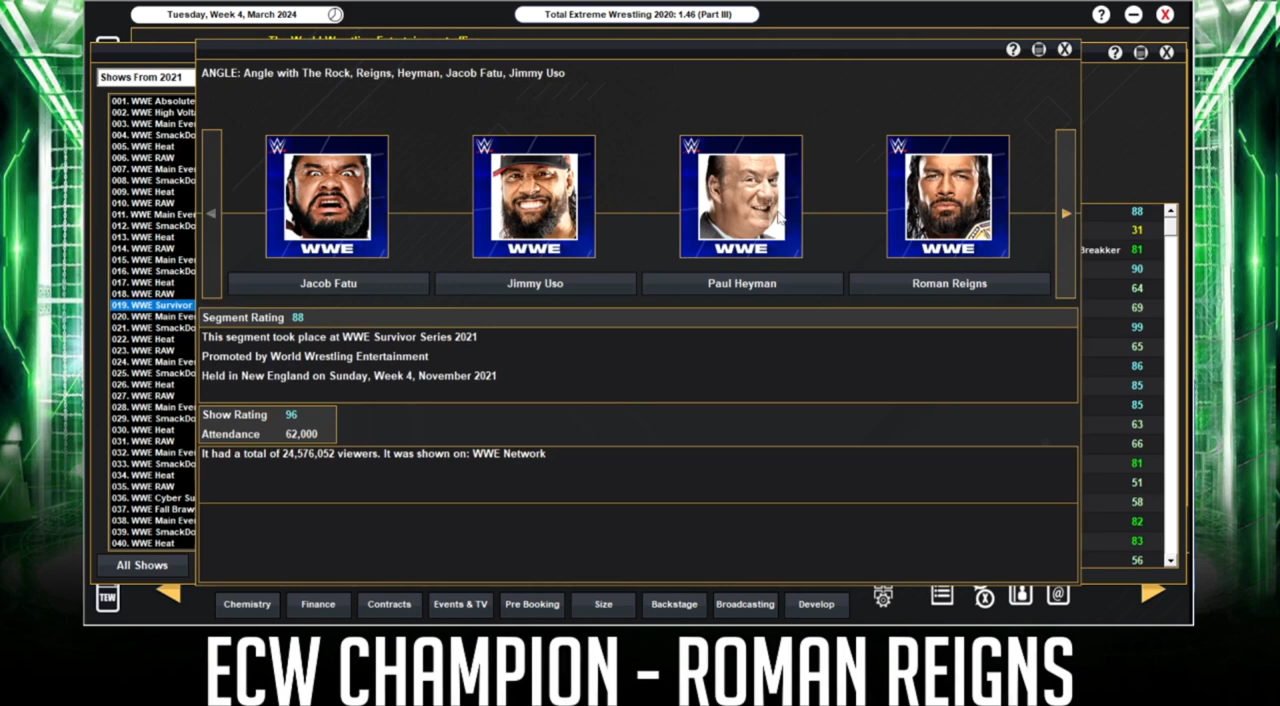 Tuesday, Week 4, March 2024
Total Extreme Wrestling 2020: 1.46 (Part III)
Shows From 2021
001. WWE Absolute
002. WWE High Volta
003. WWE Main Eve
004. WWE SmackDo
005. WWE Heat
006. WWE RAW
007. WWE Main Eve
008. WWE SmackDo
009. WWE Heat
010. WWE RAW
011. WWE Main Eve
012. WWE SmackDo
013. WWE Heat
014. WWE RAW
015. WWE Main Eve
016. WWE SmackDo
017. WWE Heat
018. WWE RAW
019. WWE Survivor
020. WWE Main Eve
021. WWE SmackDo
022. WWE Heat
023. WWE RAW
024. WWE Main Eve
025. WWE SmackDo
026. WWE Heat
027. WWE RAW
028. WWE Main Eve
029. WWE SmackDo
030. WWE Heat
031. WWE RAW
032. WWE Main Eve
033. WWE SmackDo
034. WWE Heat
035. WWE RAW
036. WWE Cyber Su
037. WWE Fall Braw
038. WWE Main Eve
039. WWE SmackDo
040. WWE Heat
All Shows
ANGLE: Angle with The Rock, Reigns, Heyman, Jacob Fatu, Jimmy Uso
WWE
WWE
WWE
WWE
Jacob Fatu
Jimmy Uso
Paul Heyman
Roman Reigns
Segment Rating 88
This segment took place at WWE Survivor Series 2021
Promoted by World Wrestling Entertainment
Held in New England on Sunday, Week 4, November 2021
Show Rating 96
Attendance 62,000
It had a total of 24,576,052 viewers. It was shown on: WWE Network
88
31
Breakker 81
90
64
69
99
65
86
85
85
63
66
81
51
58
82
83
56
TEW
Chemistry
Finance
Contracts
Events & TV
Pre Booking
Size
Backstage
Broadcasting
Develop
ECW CHAMPION - ROMAN REIGNS